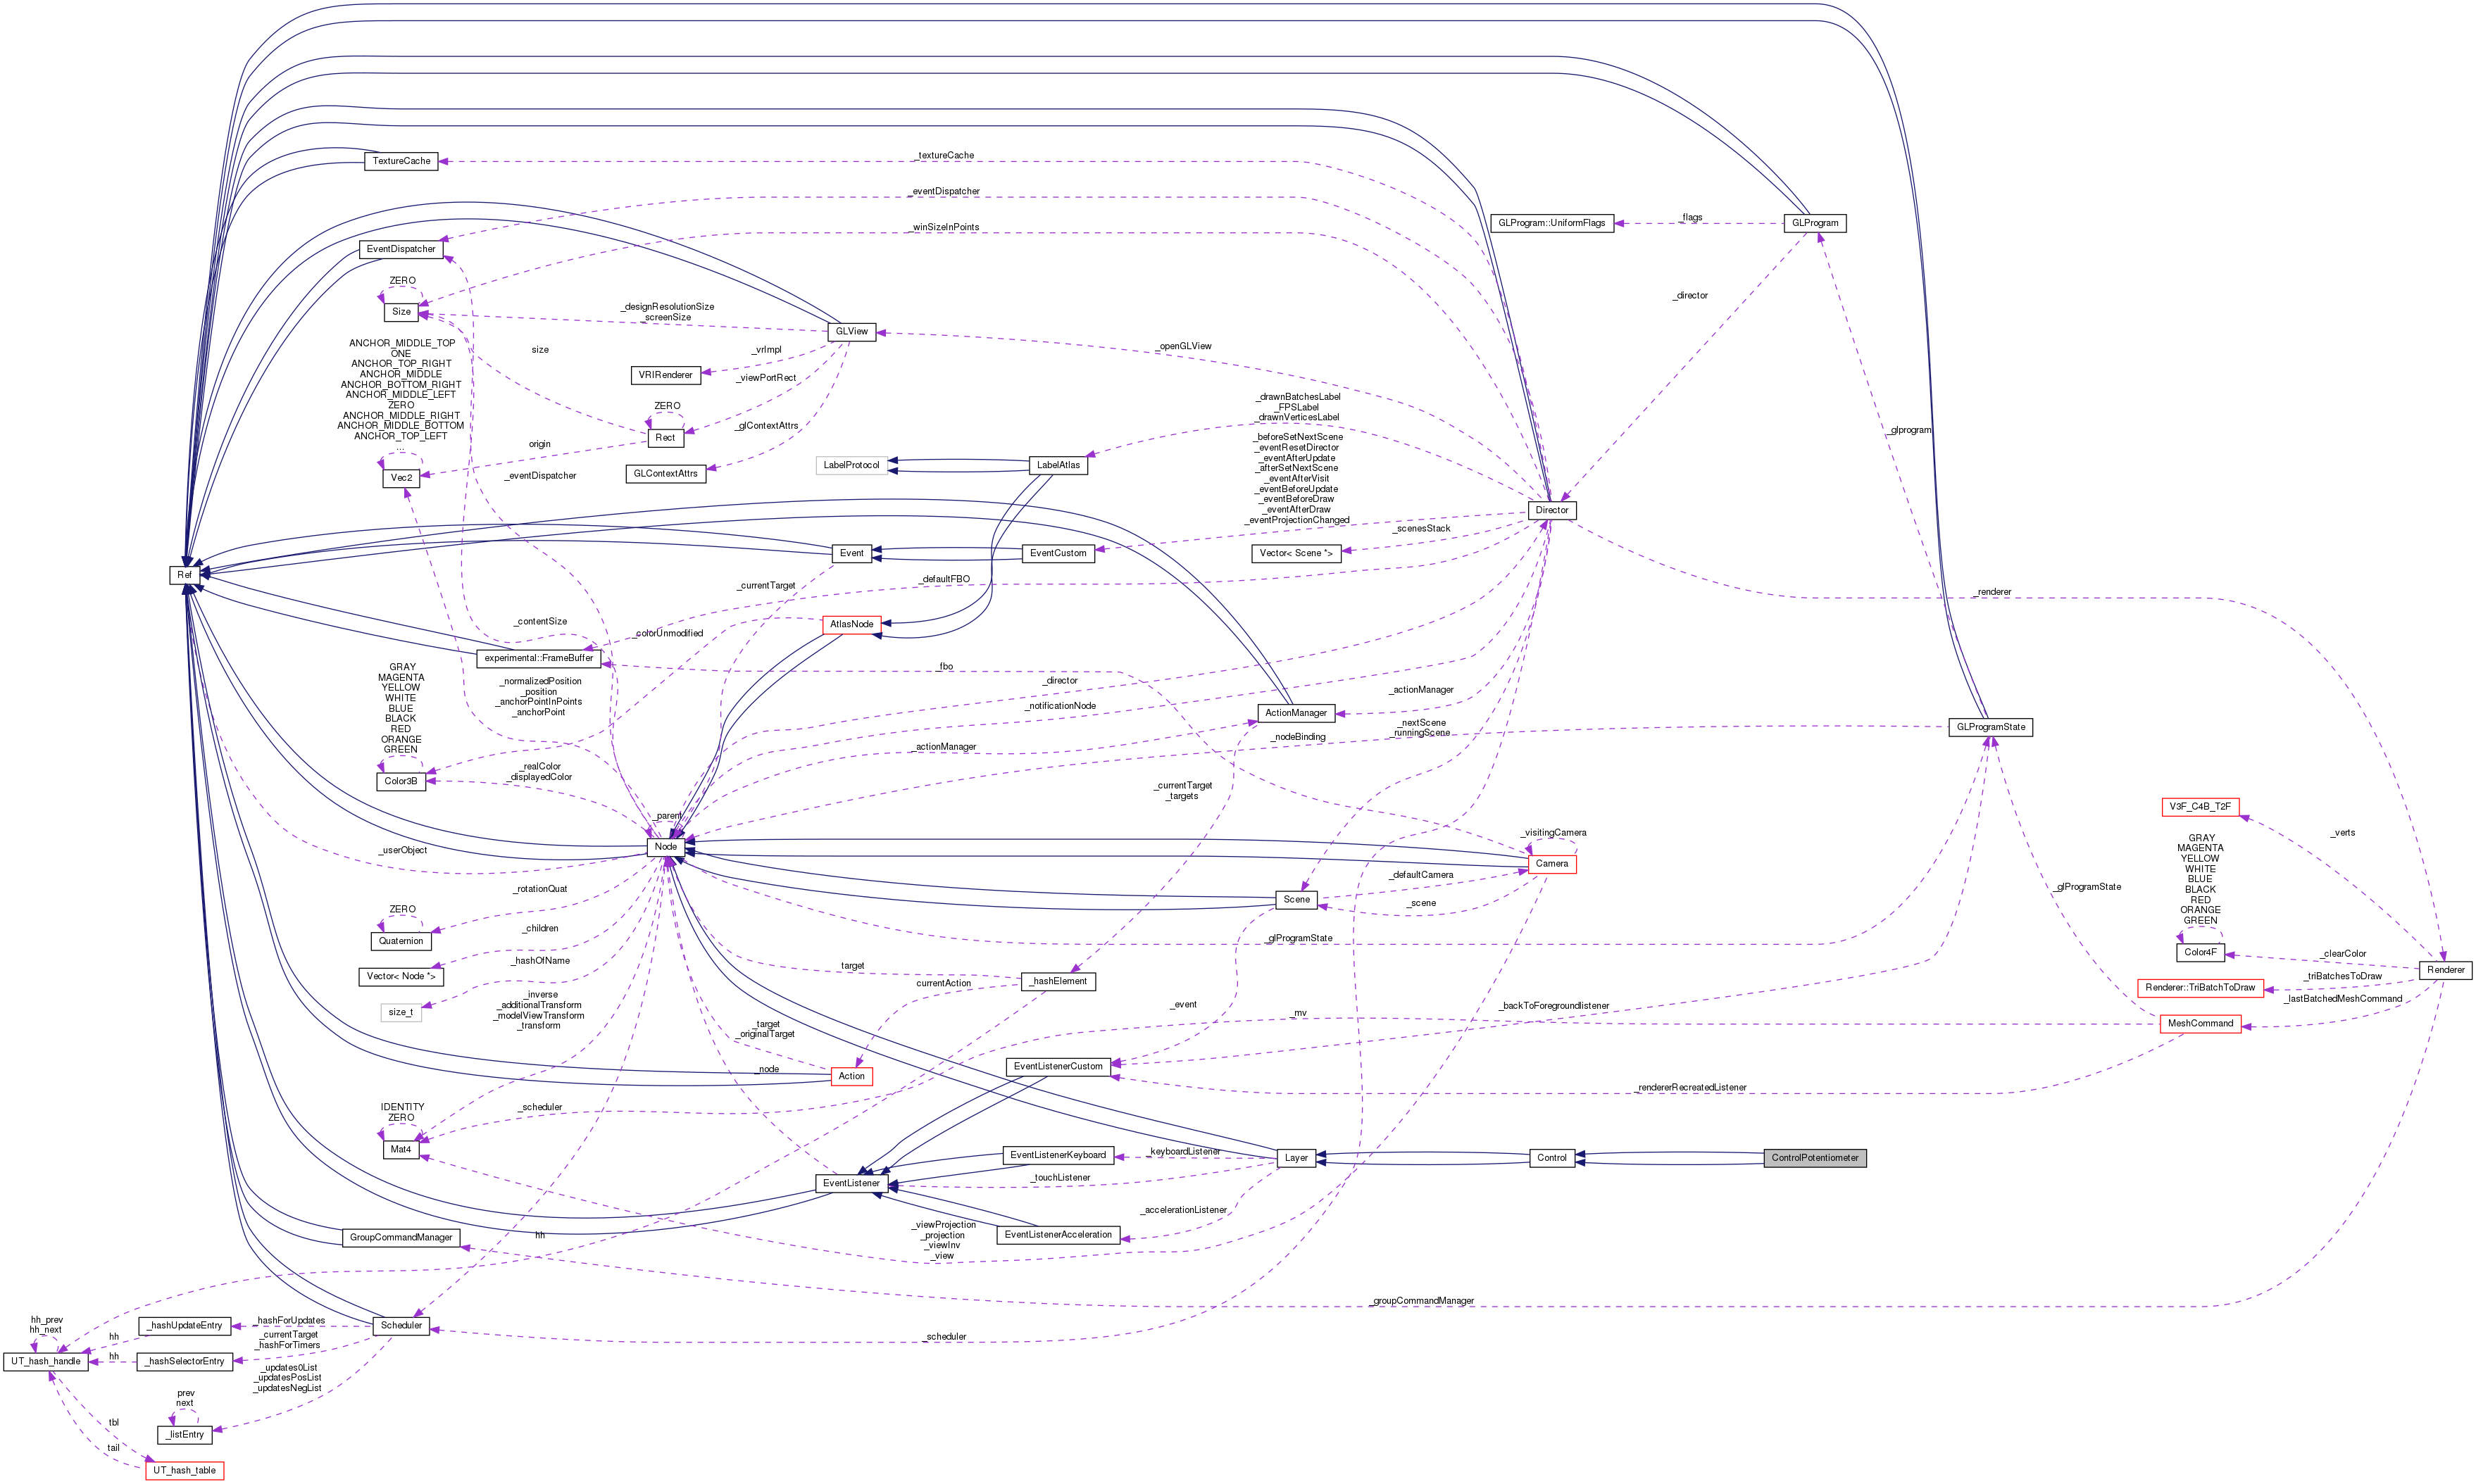 TextureCache
_textureCache
_eventDispatcher
GLProgram::UniformFlags
_flags
GLProgram
_winSizeInPoints
EventDispatcher
ZERO
Size
_designResolutionSize
_screenSize
GLView
_director
size
_vrImpl
_openGLView
ANCHOR_MIDDLE_TOP
ONE
ANCHOR_TOP_RIGHT
ANCHOR_MIDDLE
ANCHOR_BOTTOM_RIGHT
ANCHOR_MIDDLE_LEFT
ZERO
ANCHOR_MIDDLE_RIGHT
ANCHOR_MIDDLE_BOTTOM
ANCHOR_TOP_LEFT
...
Vec2
VRIRenderer
_viewPortRect
ZERO
Rect
origin
_glContextAttrs
GLContextAttrs
_drawnBatchesLabel
_FPSLabel
_drawnVerticesLabel
_glprogram
_beforeSetNextScene
_eventResetDirector
_eventAfterUpdate
_afterSetNextScene
_eventAfterVisit
_eventBeforeUpdate
_eventBeforeDraw
_eventAfterDraw
_eventProjectionChanged
LabelProtocol
LabelAtlas
_eventDispatcher
Director
_scenesStack
Vector< Scene *>
Event
EventCustom
Ref
_currentTarget
_defaultFBO
_renderer
_contentSize
AtlasNode
_colorUnmodified
experimental::FrameBuffer
_fbo
GRAY
MAGENTA
YELLOW
WHITE
BLUE
BLACK
RED
ORANGE
GREEN
Color3B
_normalizedPosition
_position
_anchorPointInPoints
_anchorPoint
_director
_notificationNode
_actionManager
ActionManager
_nextScene
_runningScene
_nodeBinding
GLProgramState
_actionManager
_realColor
_displayedColor
_currentTarget
_targets
_parent
Node
V3F_C4B_T2F
_verts
_visitingCamera
Camera
_userObject
_defaultCamera
Scene
_scene
_rotationQuat
ZERO
Quaternion
_children
_glProgramState
_glProgramState
GRAY
MAGENTA
YELLOW
WHITE
BLUE
BLACK
RED
ORANGE
GREEN
Color4F
_clearColor
Renderer
Vector< Node *>
_hashOfName
target
_hashElement
currentAction
_triBatchesToDraw
Renderer::TriBatchToDraw
_lastBatchedMeshCommand
size_t
_inverse
_additionalTransform
_modelViewTransform
_transform
_event
_mv
_backToForegroundlistener
MeshCommand
_target
_originalTarget
_node
Action
EventListenerCustom
_rendererRecreatedListener
IDENTITY
ZERO
Mat4
_scheduler
EventListenerKeyboard
_keyboardListener
Layer
Control
ControlPotentiometer
EventListener
_touchListener
_accelerationListener
GroupCommandManager
hh
_viewProjection
_projection
_viewInv
_view
EventListenerAcceleration
_groupCommandManager
hh_prev
hh_next
_hashUpdateEntry
_hashForUpdates
Scheduler
_scheduler
hh
_currentTarget
_hashForTimers
UT_hash_handle
hh
_hashSelectorEntry
_updates0List
_updatesPosList
_updatesNegList
prev
next
_listEntry
tbl
tail
UT_hash_table